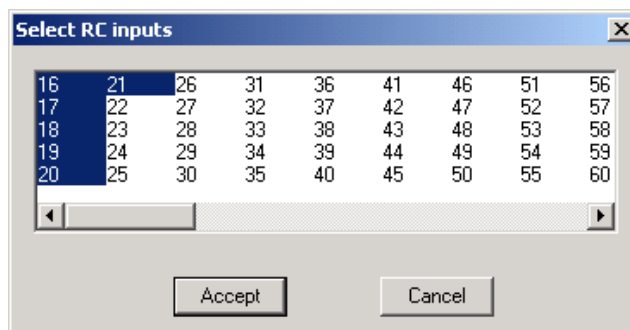 Select RC inputs
16 21 26 31 36 41 46 51 56
17 22 27 32 37 42 47 52 57
18 23 28 33 38 43 48 53 58
19 24 29 34 39 44 49 54 59
20 25 30 35 40 45 50 55 60
Accept Cancel